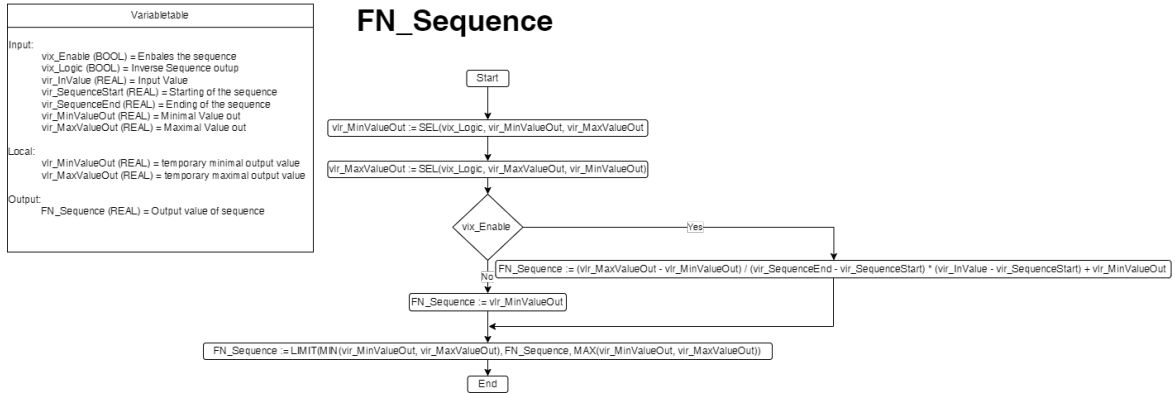 Variabletable
FN_Sequence
Input:
vix_Enable (BOOL) = Enbales the sequence
vix_Logic (BOOL) = Inverse Sequence outup
vir_InValue (REAL) = Input Value
vir_SequenceStart (REAL) = Starting of the sequence
vir_SequenceEnd (REAL) = Ending of the sequence
vir_MinValueOut (REAL) = Minimal Value out
vir_MaxValueOut (REAL) = Maximal Value out
Local:
vlr_MinValueOut (REAL) = temporary minimal output value
vlr_MaxValueOut (REAL) = temporary maximal output value
Output:
FN_Sequence (REAL) = Output value of sequence
Start
vlr_MinValueOut := SEL(vix_Logic, vir_MinValueOut, vir_MaxValueOut
vlr_MaxValueOut := SEL(vix_Logic, vir_MaxValueOut, vir_MinValueOut)
vix_Enable
Yes
No
FN_Sequence := (vlr_MaxValueOut - vlr_MinValueOut) / (vir_SequenceEnd - vir_SequenceStart) * (vir_InValue - vir_SequenceStart) + vlr_MinValueOut
FN_Sequence := vlr_MinValueOut
FN_Sequence := LIMIT(MIN(vir_MinValueOut, vir_MaxValueOut), FN_Sequence, MAX(vir_MinValueOut, vir_MaxValueOut))
End